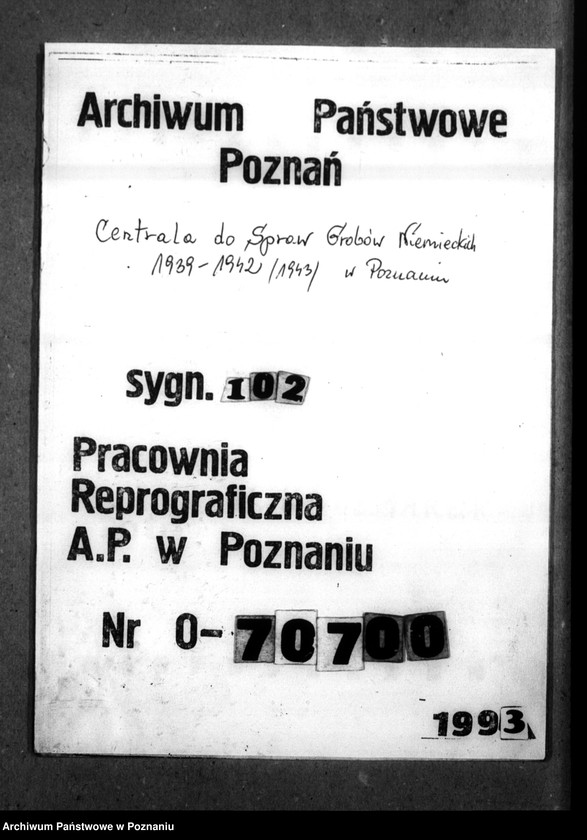 Archiwum Państwowe
Poznań
Centrala do Spraw Grobów Niemieckich
1939-1942 /1943/ w Poznaniu
sygn. 102
Pracownia
Reprograficzna
A.P. w Poznaniu
Nr 0-70700
1993
Archiwum Państwowe w Poznaniu